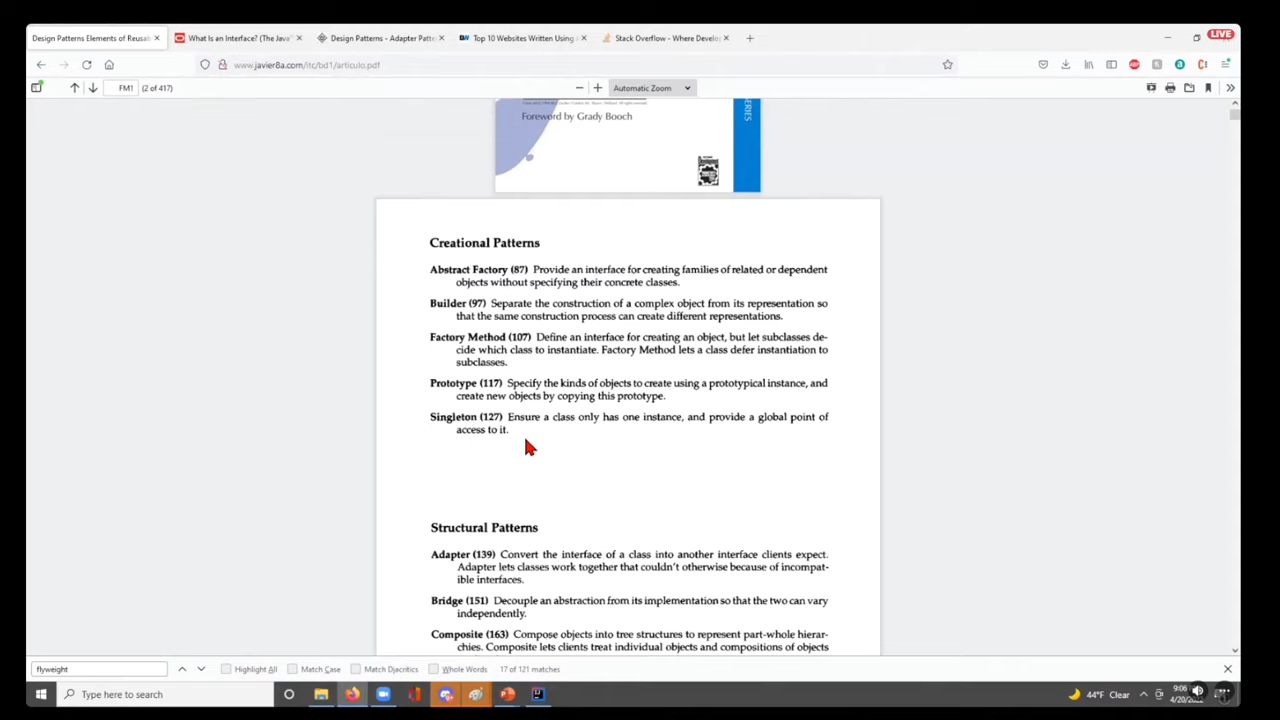 Design Patterns Elements of Reusab
What Is an Interface? (The Java
Design Patterns - Adapter Patte
Top 10 Websites Written Using
Stack Overflow - Where Develo
LIVE
www.javier8a.com/itc/bd1/articulo.pdf
FM1 (2 of 417)
Automatic Zoom
Foreword by Grady Booch
SERIES
Creational Patterns
Abstract Factory (87) Provide an interface for creating families of related or dependent
objects without specifying their concrete classes.
Builder (97) Separate the construction of a complex object from its representation so
that the same construction process can create different representations.
Factory Method (107) Define an interface for creating an object, but let subclasses de-
cide which class to instantiate. Factory Method lets a class defer instantiation to
subclasses.
Prototype (117) Specify the kinds of objects to create using a prototypical instance, and
create new objects by copying this prototype.
Singleton (127) Ensure a class only has one instance, and provide a global point of
access to it.
Structural Patterns
Adapter (139) Convert the interface of a class into another interface clients expect.
Adapter lets classes work together that couldn't otherwise because of incompat-
ible interfaces.
Bridge (151) Decouple an abstraction from its implementation so that the two can vary
independently.
Composite (163) Compose objects into tree structures to represent part-whole hierar-
chies. Composite lets clients treat individual objects and compositions of objects
flyweight
Highlight All
Match Case
Match Diacritics
Whole Words
17 of 121 matches
Type here to search
44°F Clear
9:06